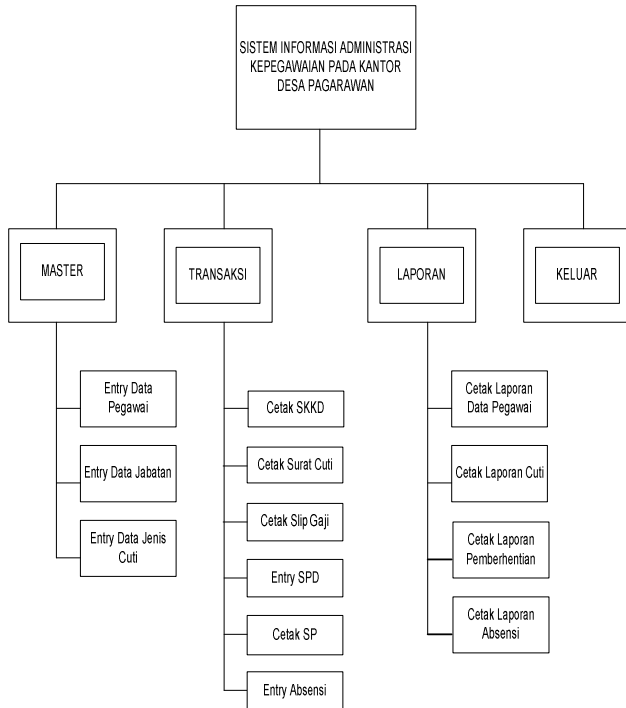 SISTEM INFORMASI ADMINISTRASI
KEPEGAWAIAN PADA KANTOR
DESA PAGARAWAN
MASTER
TRANSAKSI
LAPORAN
KELUAR
Entry Data
Pegawai
Entry Data Jabatan
Entry Data Jenis
Cuti
Cetak SKKD
Cetak Surat Cuti
Cetak Slip Gaji
Entry SPD
Cetak SP
Entry Absensi
Cetak Laporan
Data Pegawai
Cetak Laporan Cuti
Cetak Laporan
Pemberhentian
Cetak Laporan
Absensi